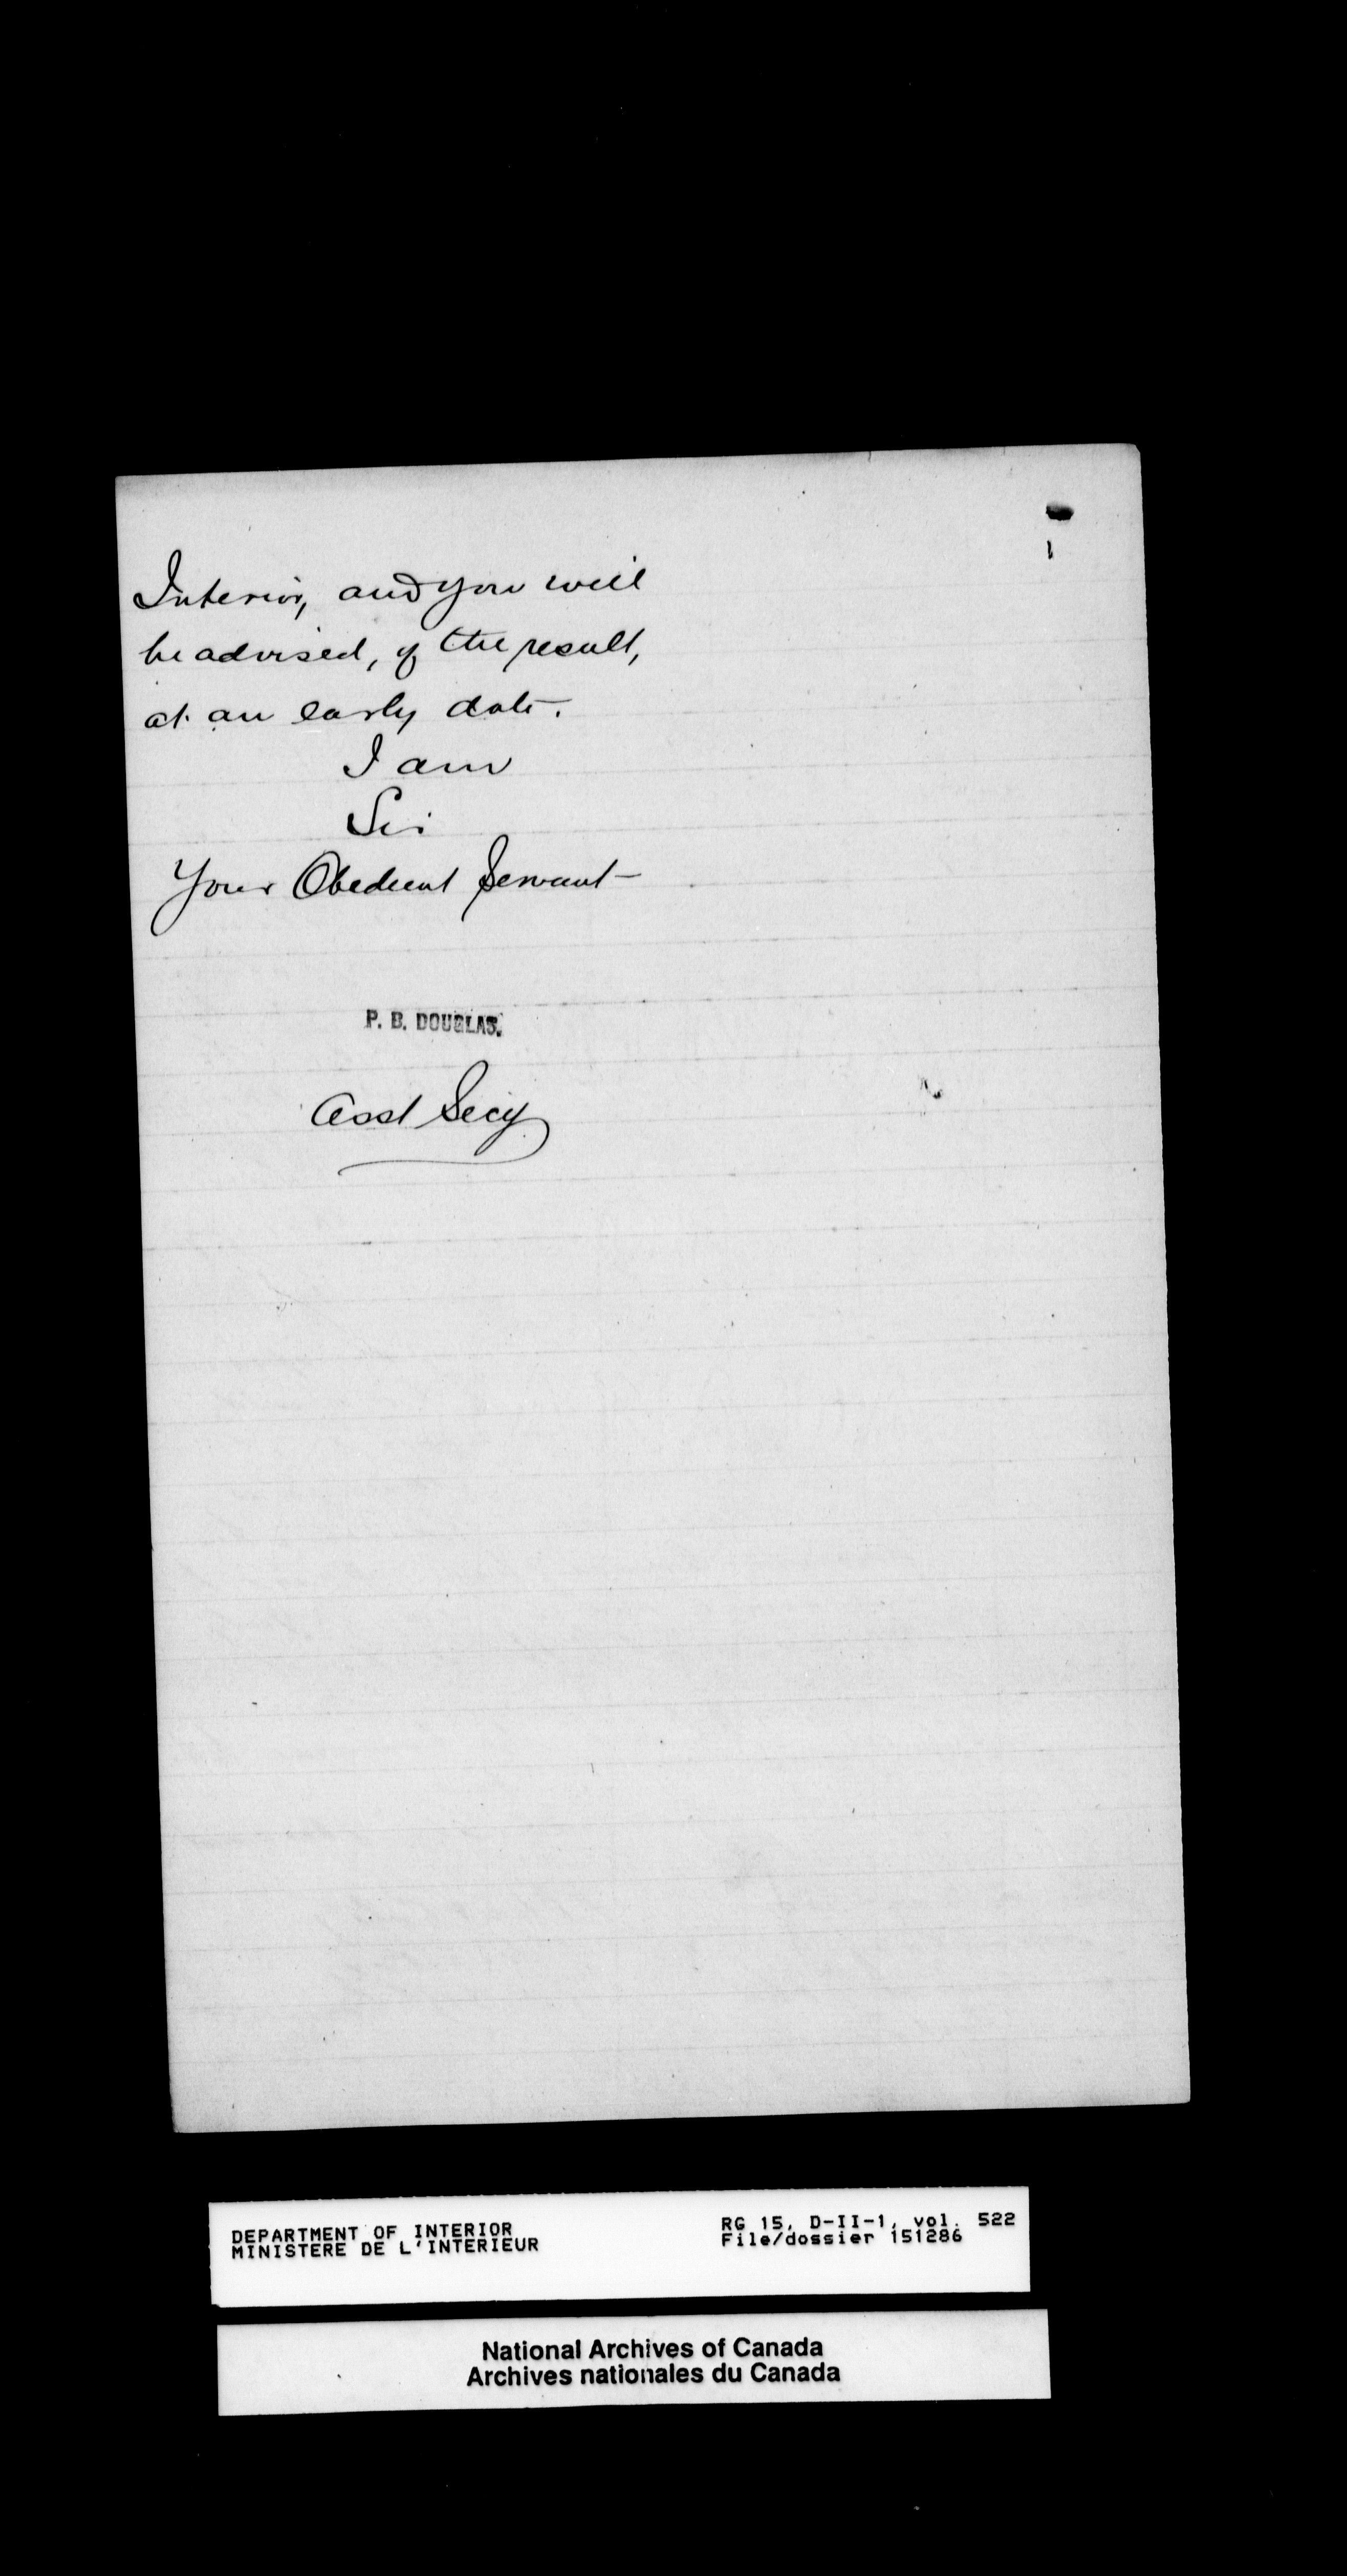 Interior, and you will
be advised, of the result,
at an early date.
I am
Sir
Your Obedient Servant
P. B. DOUGLAS.
Asst Secy
DEPARTMENT OF INTERIOR
MINISTERE DE L'INTERIEUR
RG 15, D-II-1, vol. 522
File/dossier 151286
National Archives of Canada
Archives nationales du Canada